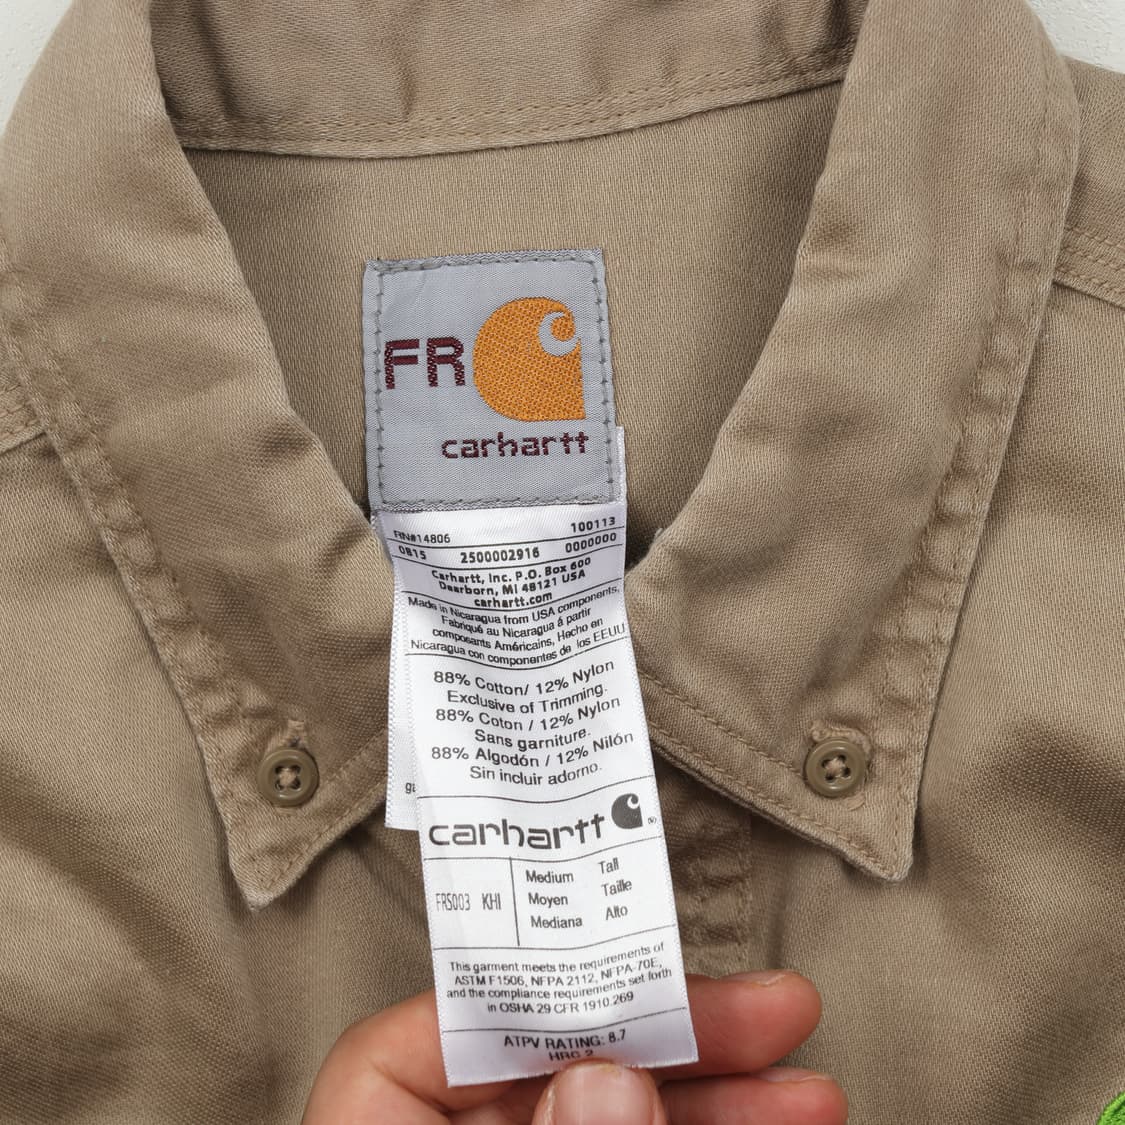 FR
carhartt
RN#14806 100113
0815 2500002916 0000000
Carhartt, Inc. P.O. Box 600
Dearborn, MI 48121 USA
carhartt.com
Made in Nicaragua from USA components,
Fabriqué au Nicaragua á partir
composants Américains, Hecho en
Nicaragua con componentes de los EEUU
88% Cotton/ 12% Nylon
Exclusive of Trimming.
88% Coton / 12% Nylon
Sans garniture.
88% Algodón / 12% Nilón
Sin incluir adorno.
carhartt
Medium Tall
FRS003 KHI Moyen Taille
Mediana Alto
This garment meets the requirements of
ASTM F1506, NFPA 2112, NFPA-70E,
and the compliance requirements set forth
in OSHA 29 CFR 1910.269
ATPV RATING: 8.7
HRC 2